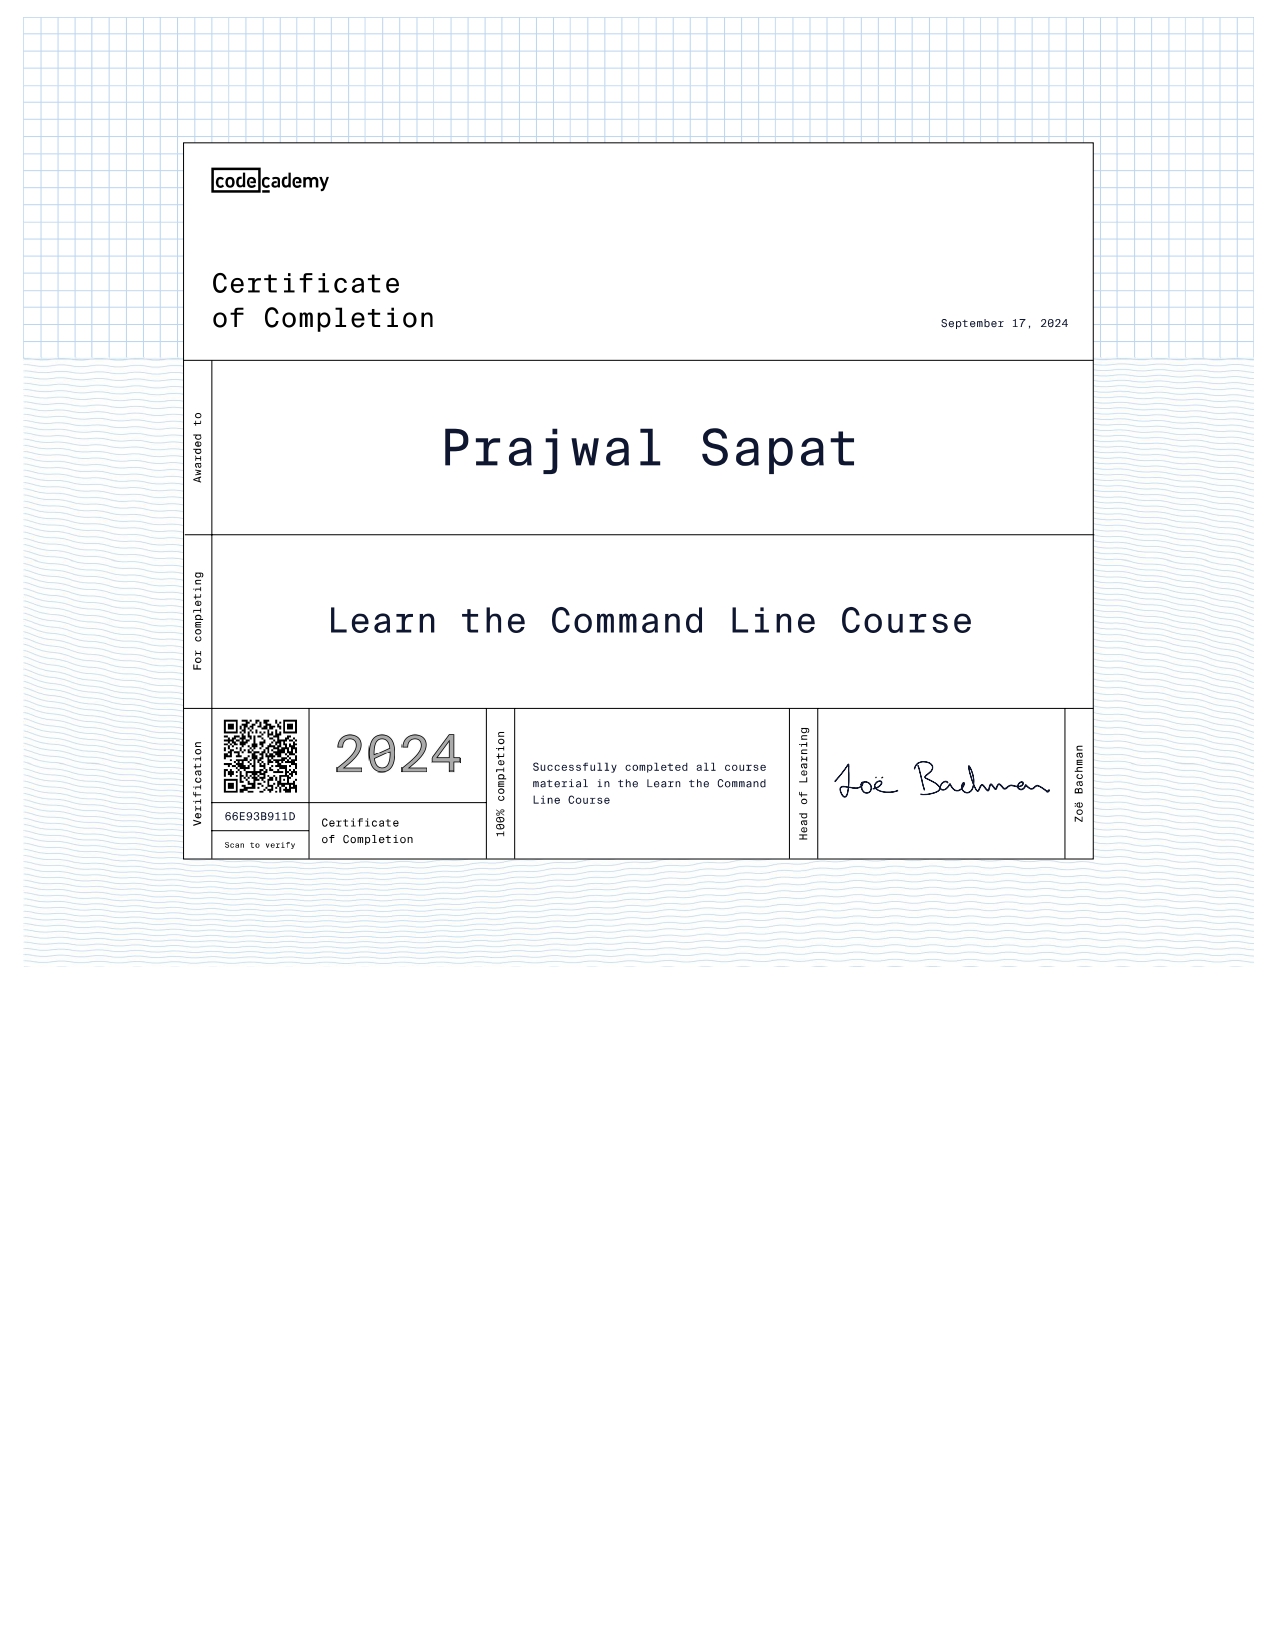 codecademy
Certificate
of Completion
September 17, 2024
Awarded to
Prajwal Sapat
For completing
Learn the Command Line Course
Verification
66E93B911D
Scan to verify
2024
Certificate
of Completion
100% completion
Successfully completed all course
material in the Learn the Command
Line Course
Head of Learning
Zoë Bachman
Zoë Bachman